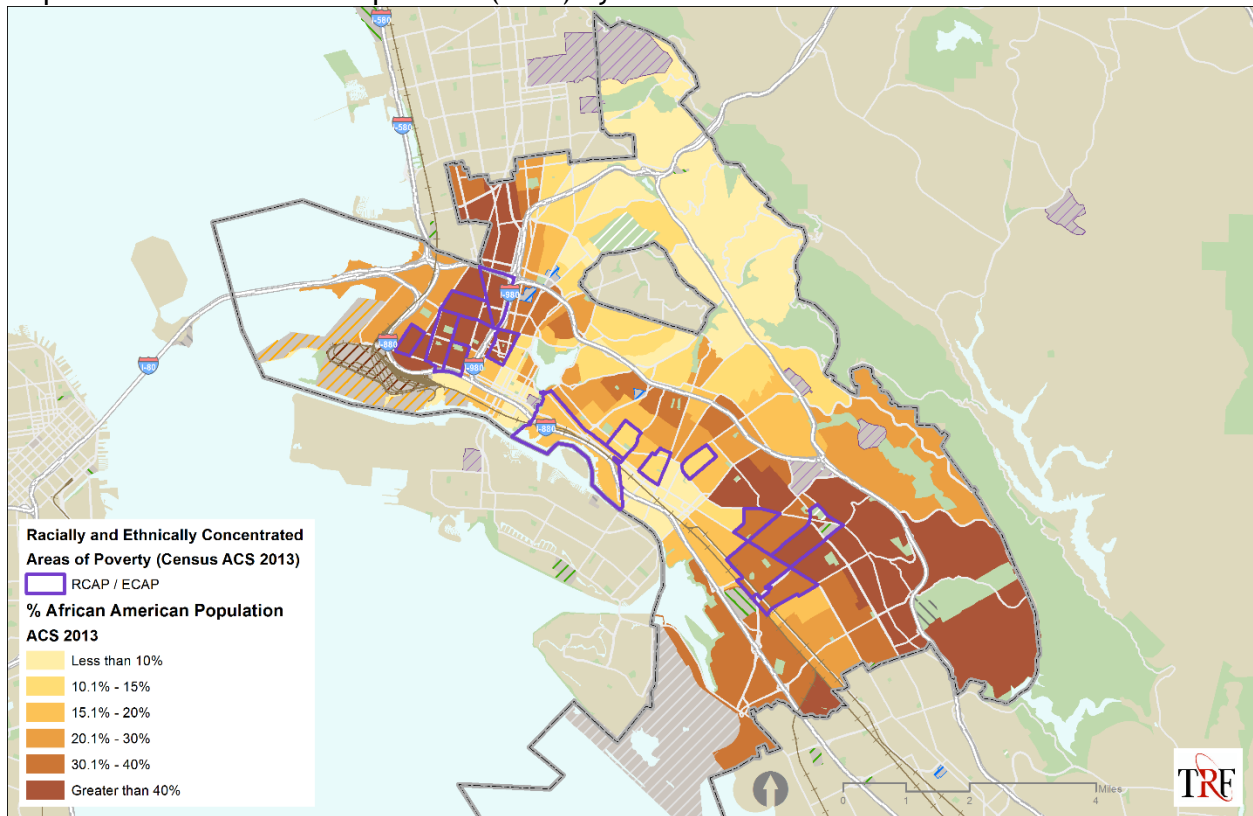 I-580
I-580
I-980
I-880
I-980
I-80
I-880
Racially and Ethnically Concentrated
Areas of Poverty (Census ACS 2013)
RCAP / ECAP
% African American Population
ACS 2013
Less than 10%
10.1% - 15%
15.1% - 20%
20.1% - 30%
30.1% - 40%
Greater than 40%
Miles
0 1 2 4
TRF